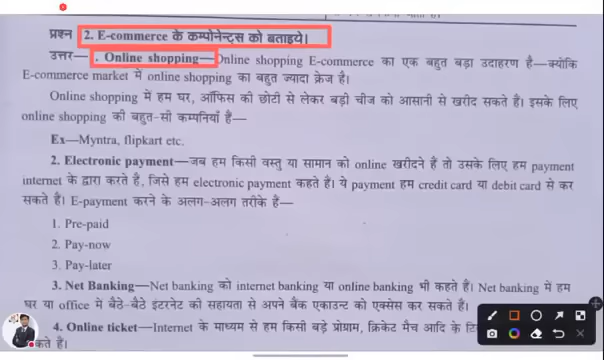 प्रश्न 2. E-commerce के कम्पोनेन्ट्स को बताइये।
उत्तर— . Online shopping—Online shopping E-commerce का एक बहुत बड़ा उदाहरण है—क्योंकि
E-commerce market में online shopping का बहुत ज्यादा क्रेज है।
Online shopping में हम घर, ऑफिस की छोटी से लेकर बड़ी चीज को आसानी से खरीद सकते हैं। इसके लिए
online shopping की बहुत-सी कम्पनियाँ हैं—
Ex—Myntra, flipkart etc.
2. Electronic payment—जब हम किसी वस्तु या सामान को online खरीदने हैं तो उसके लिए हम payment
internet के द्वारा करते है, जिसे हम electronic payment कहते है। ये payment हम credit card या debit card से कर
सकते हैं। E-payment करने के अलग-अलग तरीके है—
1. Pre-paid
2. Pay-now
3. Pay-later
3. Net Banking—Net banking को internet banking या online banking भी कहते है। Net banking में हम
घर या office मे बैठे-बैठे इंटरनेट की सहायता से अपने बैंक एकाउन्ट को एक्सेस कर सकते है।
4. Online ticket—Internet के माध्यम से हम किसी बड़े प्रोग्राम, क्रिकेट मैच आदि के
है।